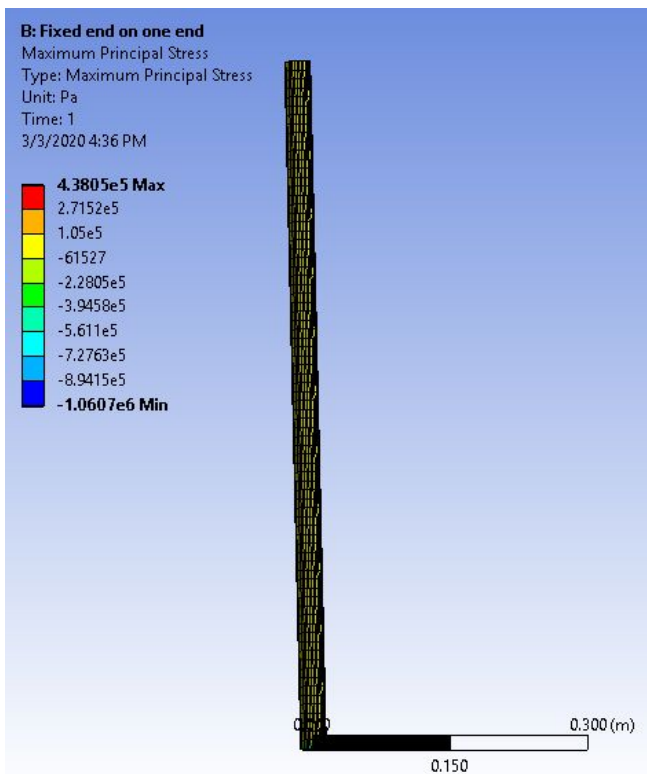 B: Fixed end on one end
Maximum Principal Stress
Type: Maximum Principal Stress
Unit: Pa
Time: 1
3/3/2020 4:36 PM
4.3805e5 Max
2.7152e5
1.05e5
-61527
-2.2805e5
-3.9458e5
-5.611e5
-7.2763e5
-8.9415e5
-1.0607e6 Min
0.300 (m)
0.150